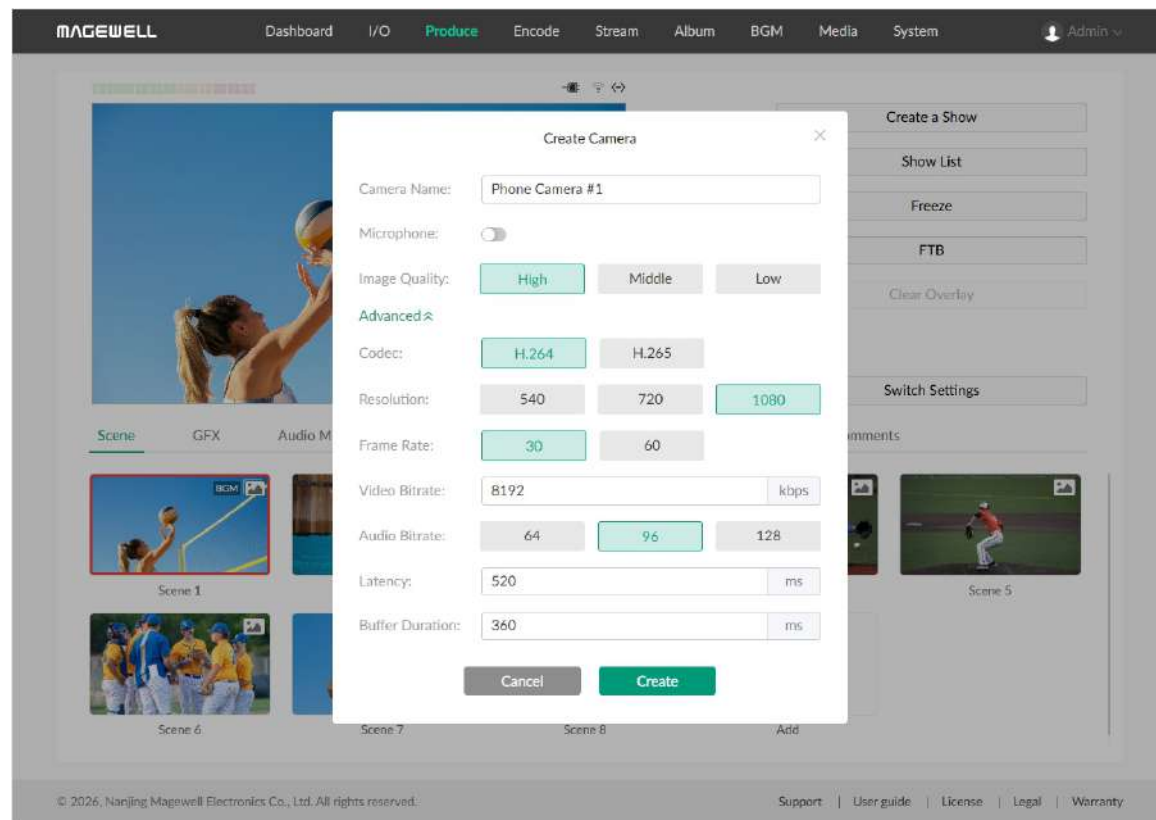 MAGEWELL Dashboard I/O Produce Encode Stream Album BGM Media System Admin
Create a Show
Create Camera
Show List
Camera Name: Phone Camera #1
Freeze
Microphone:
FTB
Image Quality: High Middle Low
Clear Overlay
Advanced
Codec: H.264 H.265
Resolution: 540 720 1080
Switch Settings
Scene GFX Audio M
Frame Rate: 30 60
mments
BGM
Video Bitrate: 8192 kbps
Audio Bitrate: 64 96 128
Latency: 520 ms
Scene 1 Scene 5
Buffer Duration: 360 ms
Cancel Create
Scene 6 Scene 7 Scene 8 Add
© 2026, Nanjing Magewell Electronics Co., Ltd. All rights reserved. Support | User guide | License | Legal | Warranty